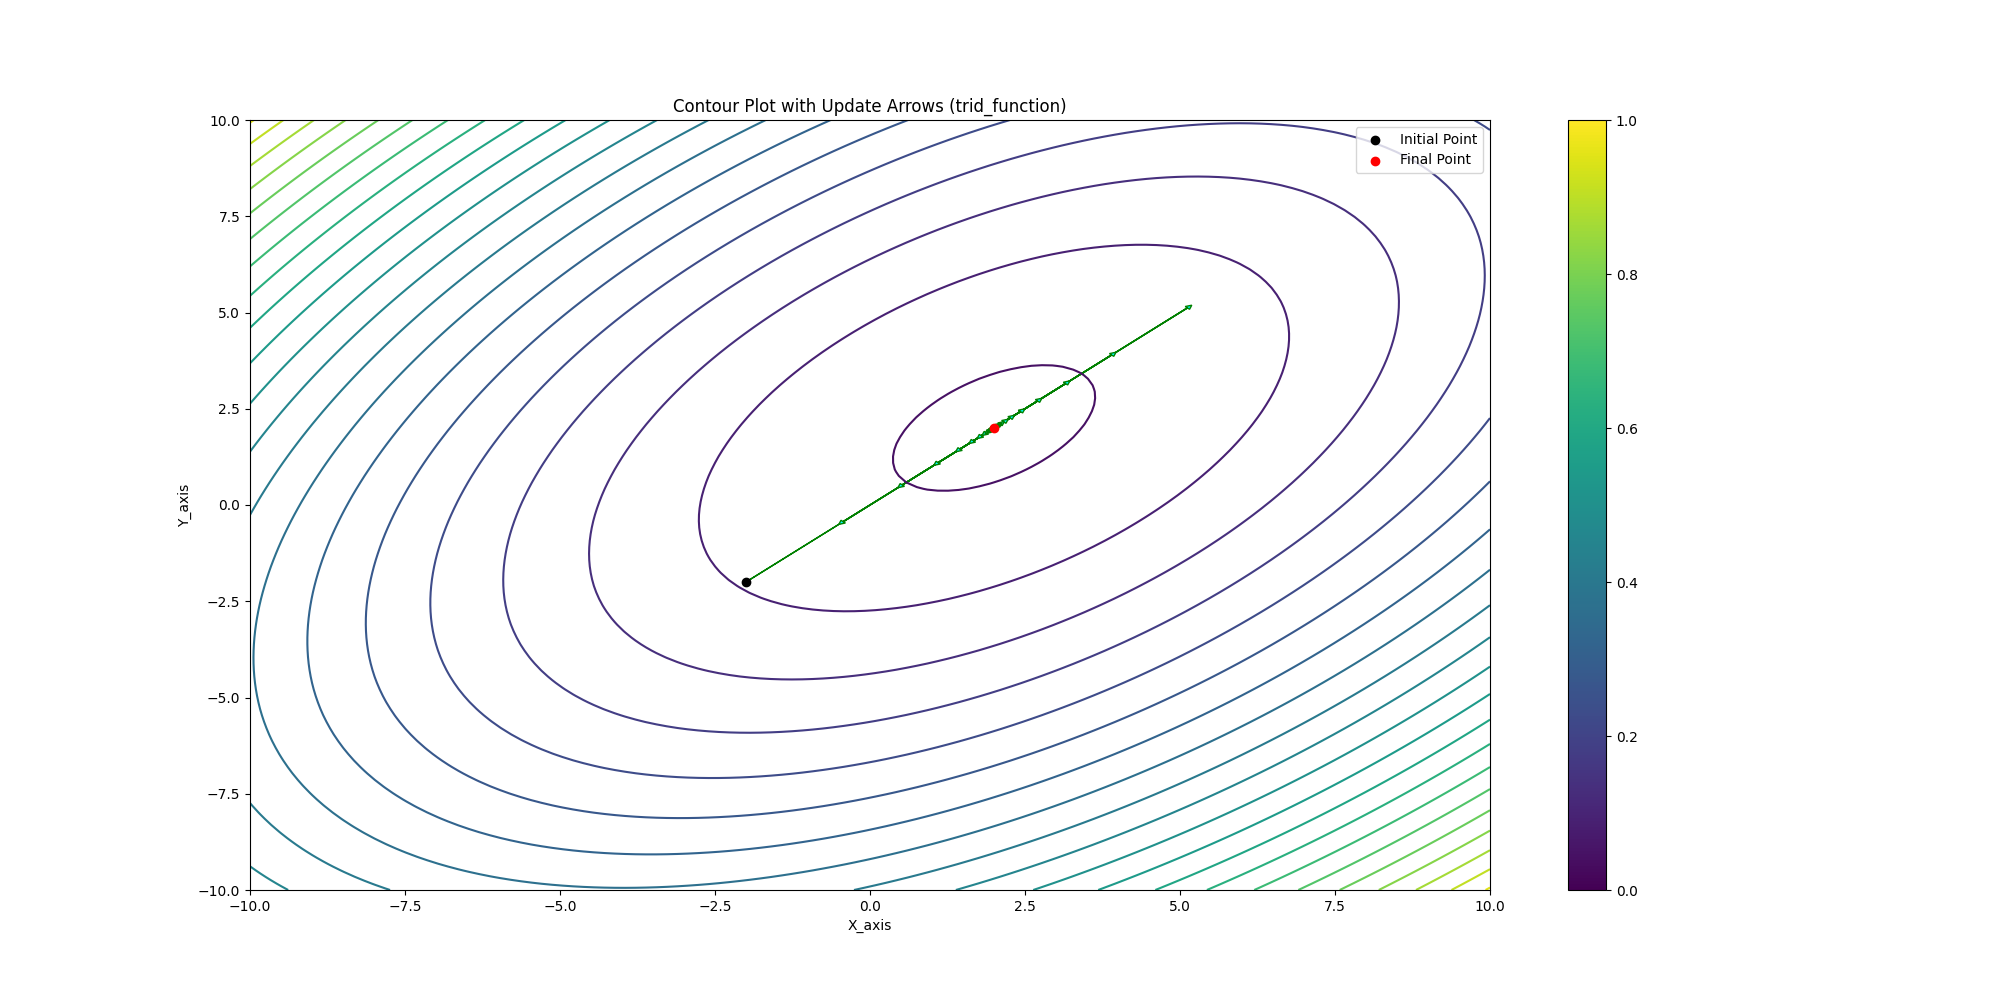 Contour Plot with Update Arrows (trid_function)
Initial Point
Final Point
10.0
7.5
5.0
2.5
0.0
−2.5
−5.0
−7.5
−10.0
Y_axis
−10.0 −7.5 −5.0 −2.5 0.0 2.5 5.0 7.5 10.0
X_axis
1.0
0.8
0.6
0.4
0.2
0.0